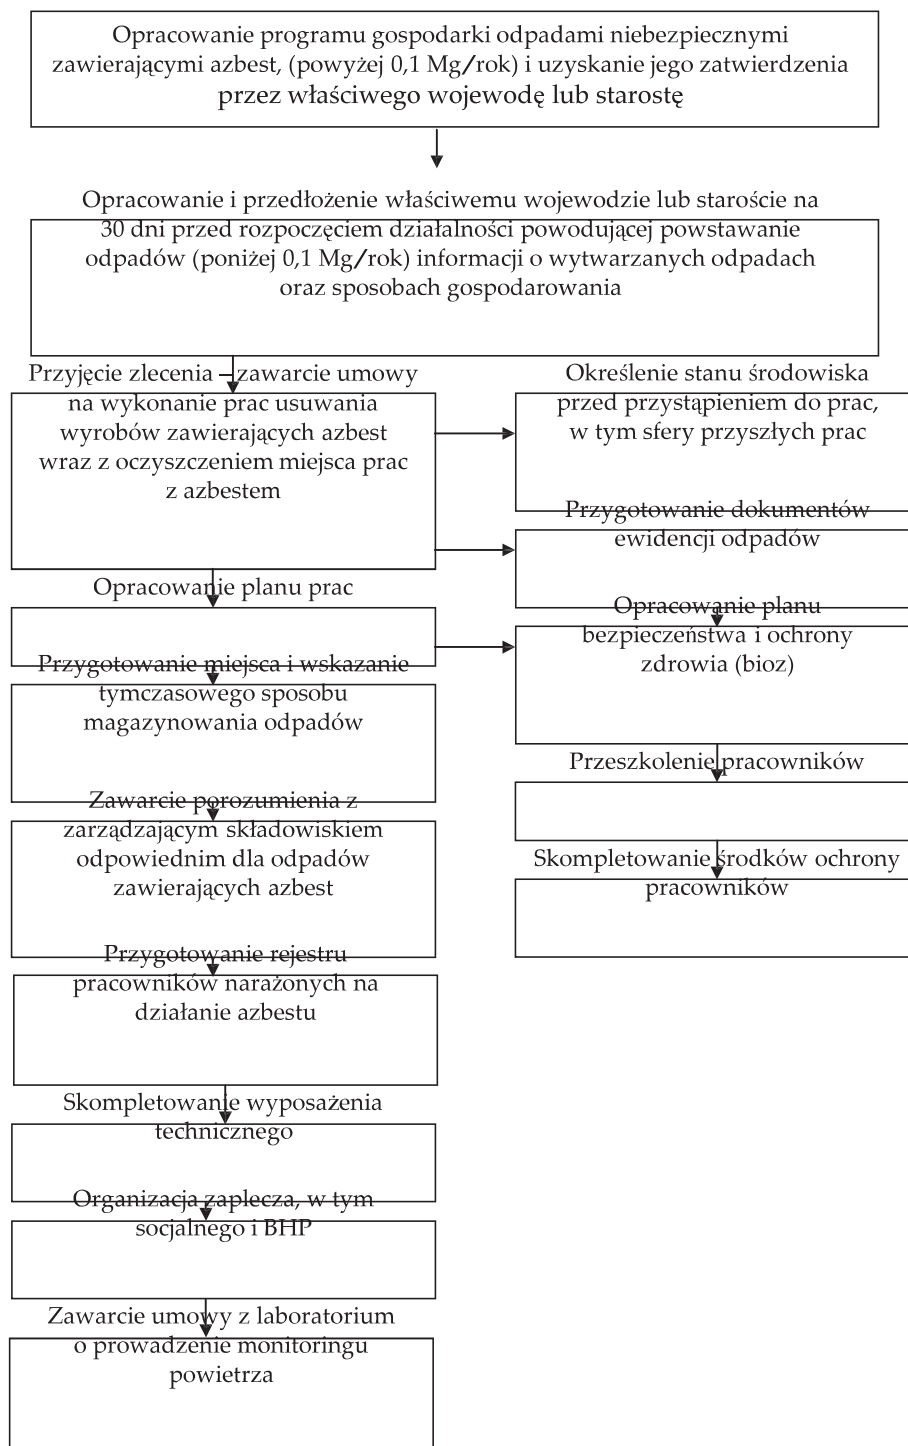 Opracowanie programu gospodarki odpadami niebezpiecznymi
zawierającymi azbest, (powyżej 0,1 Mg/rok) i uzyskanie jego zatwierdzenia
przez właściwego wojewodę lub starostę
Opracowanie i przedłożenie właściwemu wojewodzie lub staroście na
30 dni przed rozpoczęciem działalności powodującej powstawanie
odpadów (poniżej 0,1 Mg/rok) informacji o wytwarzanych odpadach
oraz sposobach gospodarowania
Przyjęcie zlecenia – zawarcie umowy
na wykonanie prac usuwania
wyrobów zawierających azbest
wraz z oczyszczeniem miejsca prac
z azbestem
Opracowanie planu prac
Przygotowanie miejsca i wskazanie
tymczasowego sposobu
magazynowania odpadów
Zawarcie porozumienia z
zarządzającym składowiskiem
odpowiednim dla odpadów
zawierających azbest
Przygotowanie rejestru
pracowników narażonych na
działanie azbestu
Skompletowanie wyposażenia
technicznego
Organizacja zaplecza, w tym
socjalnego i BHP
Zawarcie umowy z laboratorium
o prowadzenie monitoringu
powietrza
Określenie stanu środowiska
przed przystąpieniem do prac,
w tym sfery przyszłych prac
Przygotowanie dokumentów
ewidencji odpadów
Opracowanie planu
bezpieczeństwa i ochrony
zdrowia (bioz)
Przeszkolenie pracowników
Skompletowanie środków ochrony
pracowników